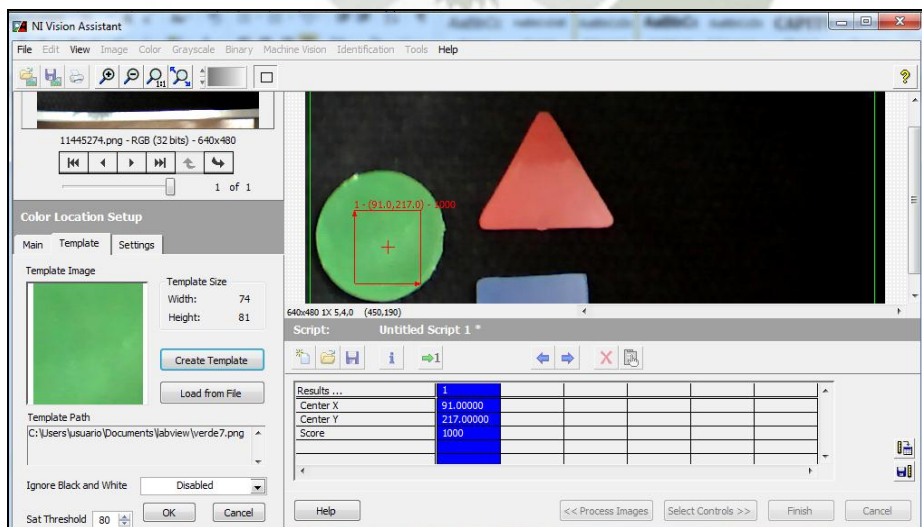 NI Vision Assistant
File Edit View Image Color Grayscale Binary Machine Vision Identification Tools Help
1:1
11445274.png - RGB (32 bits) - 640x480
1 of 1
Color Location Setup
Main Template Settings
Template Image
Template Size
Width: 74
Height: 81
Create Template
Load from File
Template Path
C:\Users\usuario\Documents\labview\verde7.png
Ignore Black and White Disabled
Sat Threshold 80
OK Cancel
1 - (91.0,217.0) - 1000
640x480 1X 5,4,0 (450,190)
Script: Untitled Script 1 *
1
Results ... 1
Center X 91.00000
Center Y 217.00000
Score 1000
Help << Process Images Select Controls >> Finish Cancel